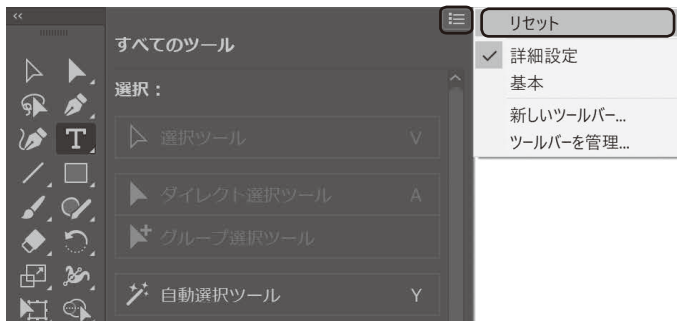 すべてのツール
選択：
選択ツール V
ダイレクト選択ツール A
グループ選択ツール
自動選択ツール Y
リセット
詳細設定
基本
新しいツールバー...
ツールバーを管理...